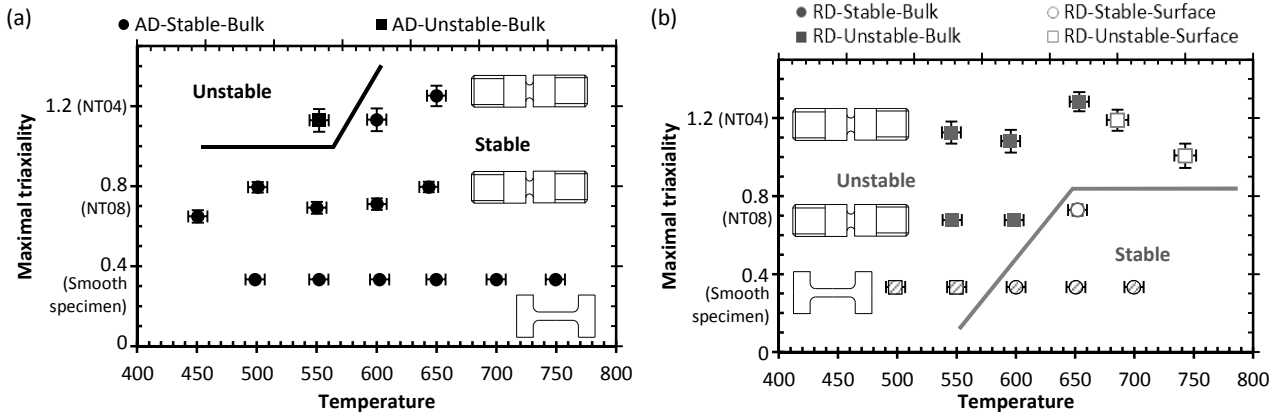 (a)
AD-Stable-Bulk
AD-Unstable-Bulk
Maximal triaxiality
1.2 (NT04)
0.8
(NT08)
0.4
(Smooth
specimen)
0
Unstable
Stable
400 450 500 550 600 650 700 750 800
Temperature
(b)
RD-Stable-Bulk
RD-Stable-Surface
RD-Unstable-Bulk
RD-Unstable-Surface
Maximal triaxiality
1.2 (NT04)
0.8
(NT08)
0.4
(Smooth
specimen)
0
Unstable
Stable
400 450 500 550 600 650 700 750 800
Temperature